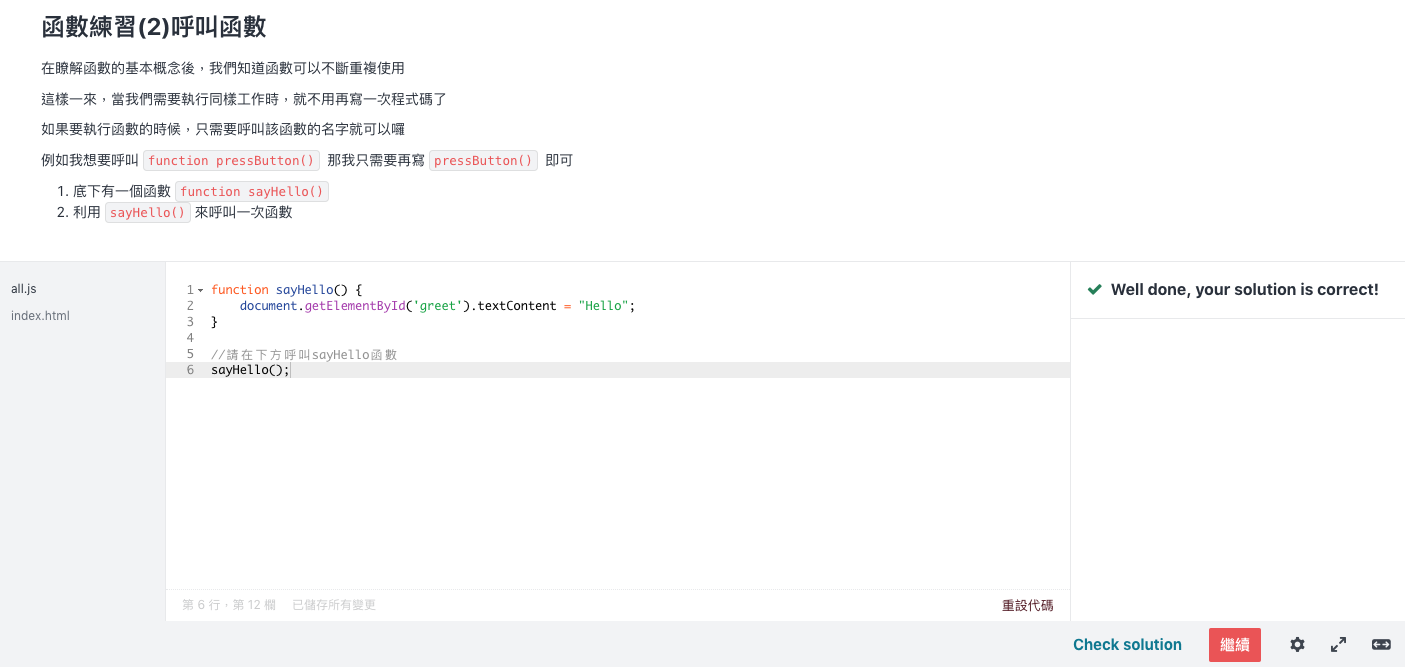 函數練習(2)呼叫函數
在瞭解函數的基本概念後，我們知道函數可以不斷重複使用
這樣一來，當我們需要執行同樣工作時，就不用再寫一次程式碼了
如果要執行函數的時候，只需要呼叫該函數的名字就可以囉
例如我想要呼叫 function pressButton() 那我只需要再寫 pressButton() 即可
1. 底下有一個函數 function sayHello()
2. 利用 sayHello() 來呼叫一次函數
all.js
index.html
1 function sayHello() {
2     document.getElementById('greet').textContent = "Hello";
3 }
4
5 //請在下方呼叫sayHello函數
6 sayHello();
Well done, your solution is correct!
第 6 行，第 12 欄 已儲存所有變更
重設代碼
Check solution
繼續